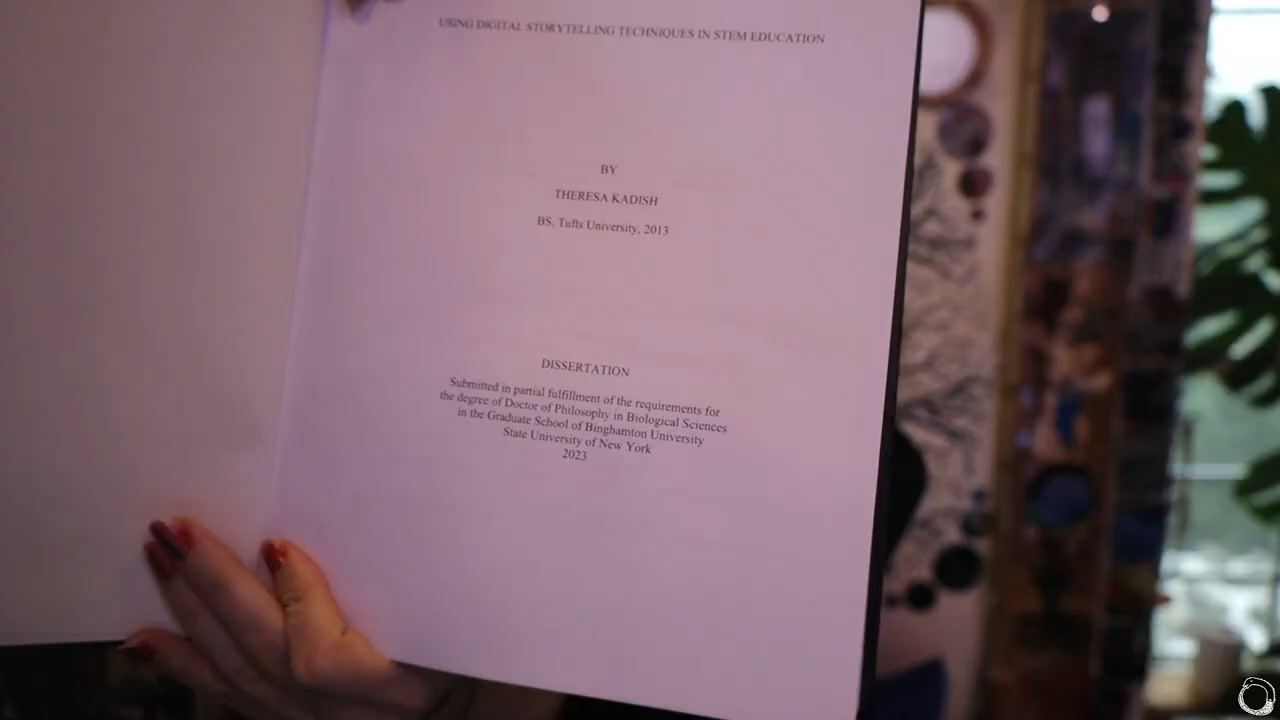 USING DIGITAL STORYTELLING TECHNIQUES IN STEM EDUCATION
BY
THERESA KADISH
BS, Tufts University, 2013
DISSERTATION
Submitted in partial fulfillment of the requirements for
the degree of Doctor of Philosophy in Biological Sciences
in the Graduate School of Binghamton University
State University of New York
2023